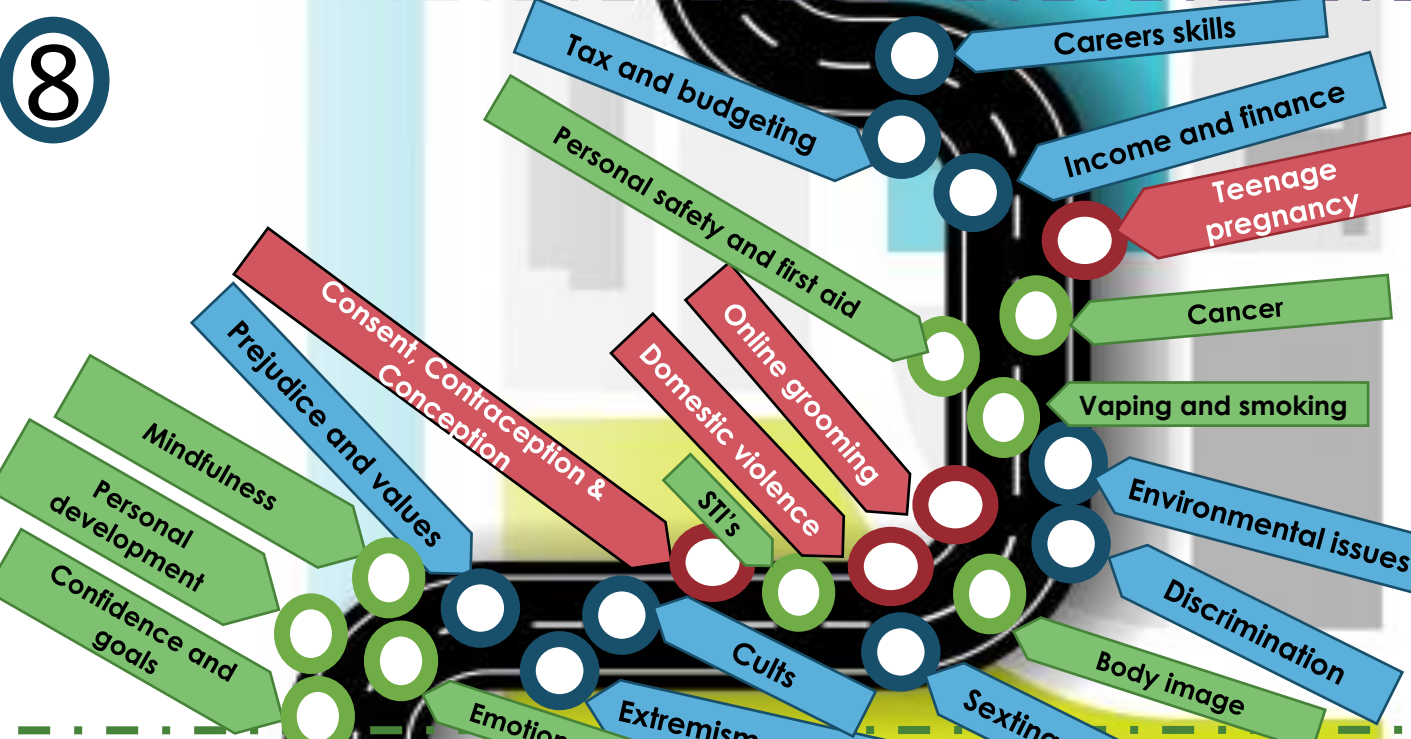 8
Careers skills
Tax and budgeting
Income and finance
Teenage
pregnancy
Personal safety and first aid
Cancer
Vaping and smoking
Online grooming
Domestic violence
STI's
Consent, Contraception &
Conception
Prejudice and values
Mindfulness
Personal
development
Confidence and
goals
Environmental issues
Discrimination
Body image
Sexting
Cults
Extremism